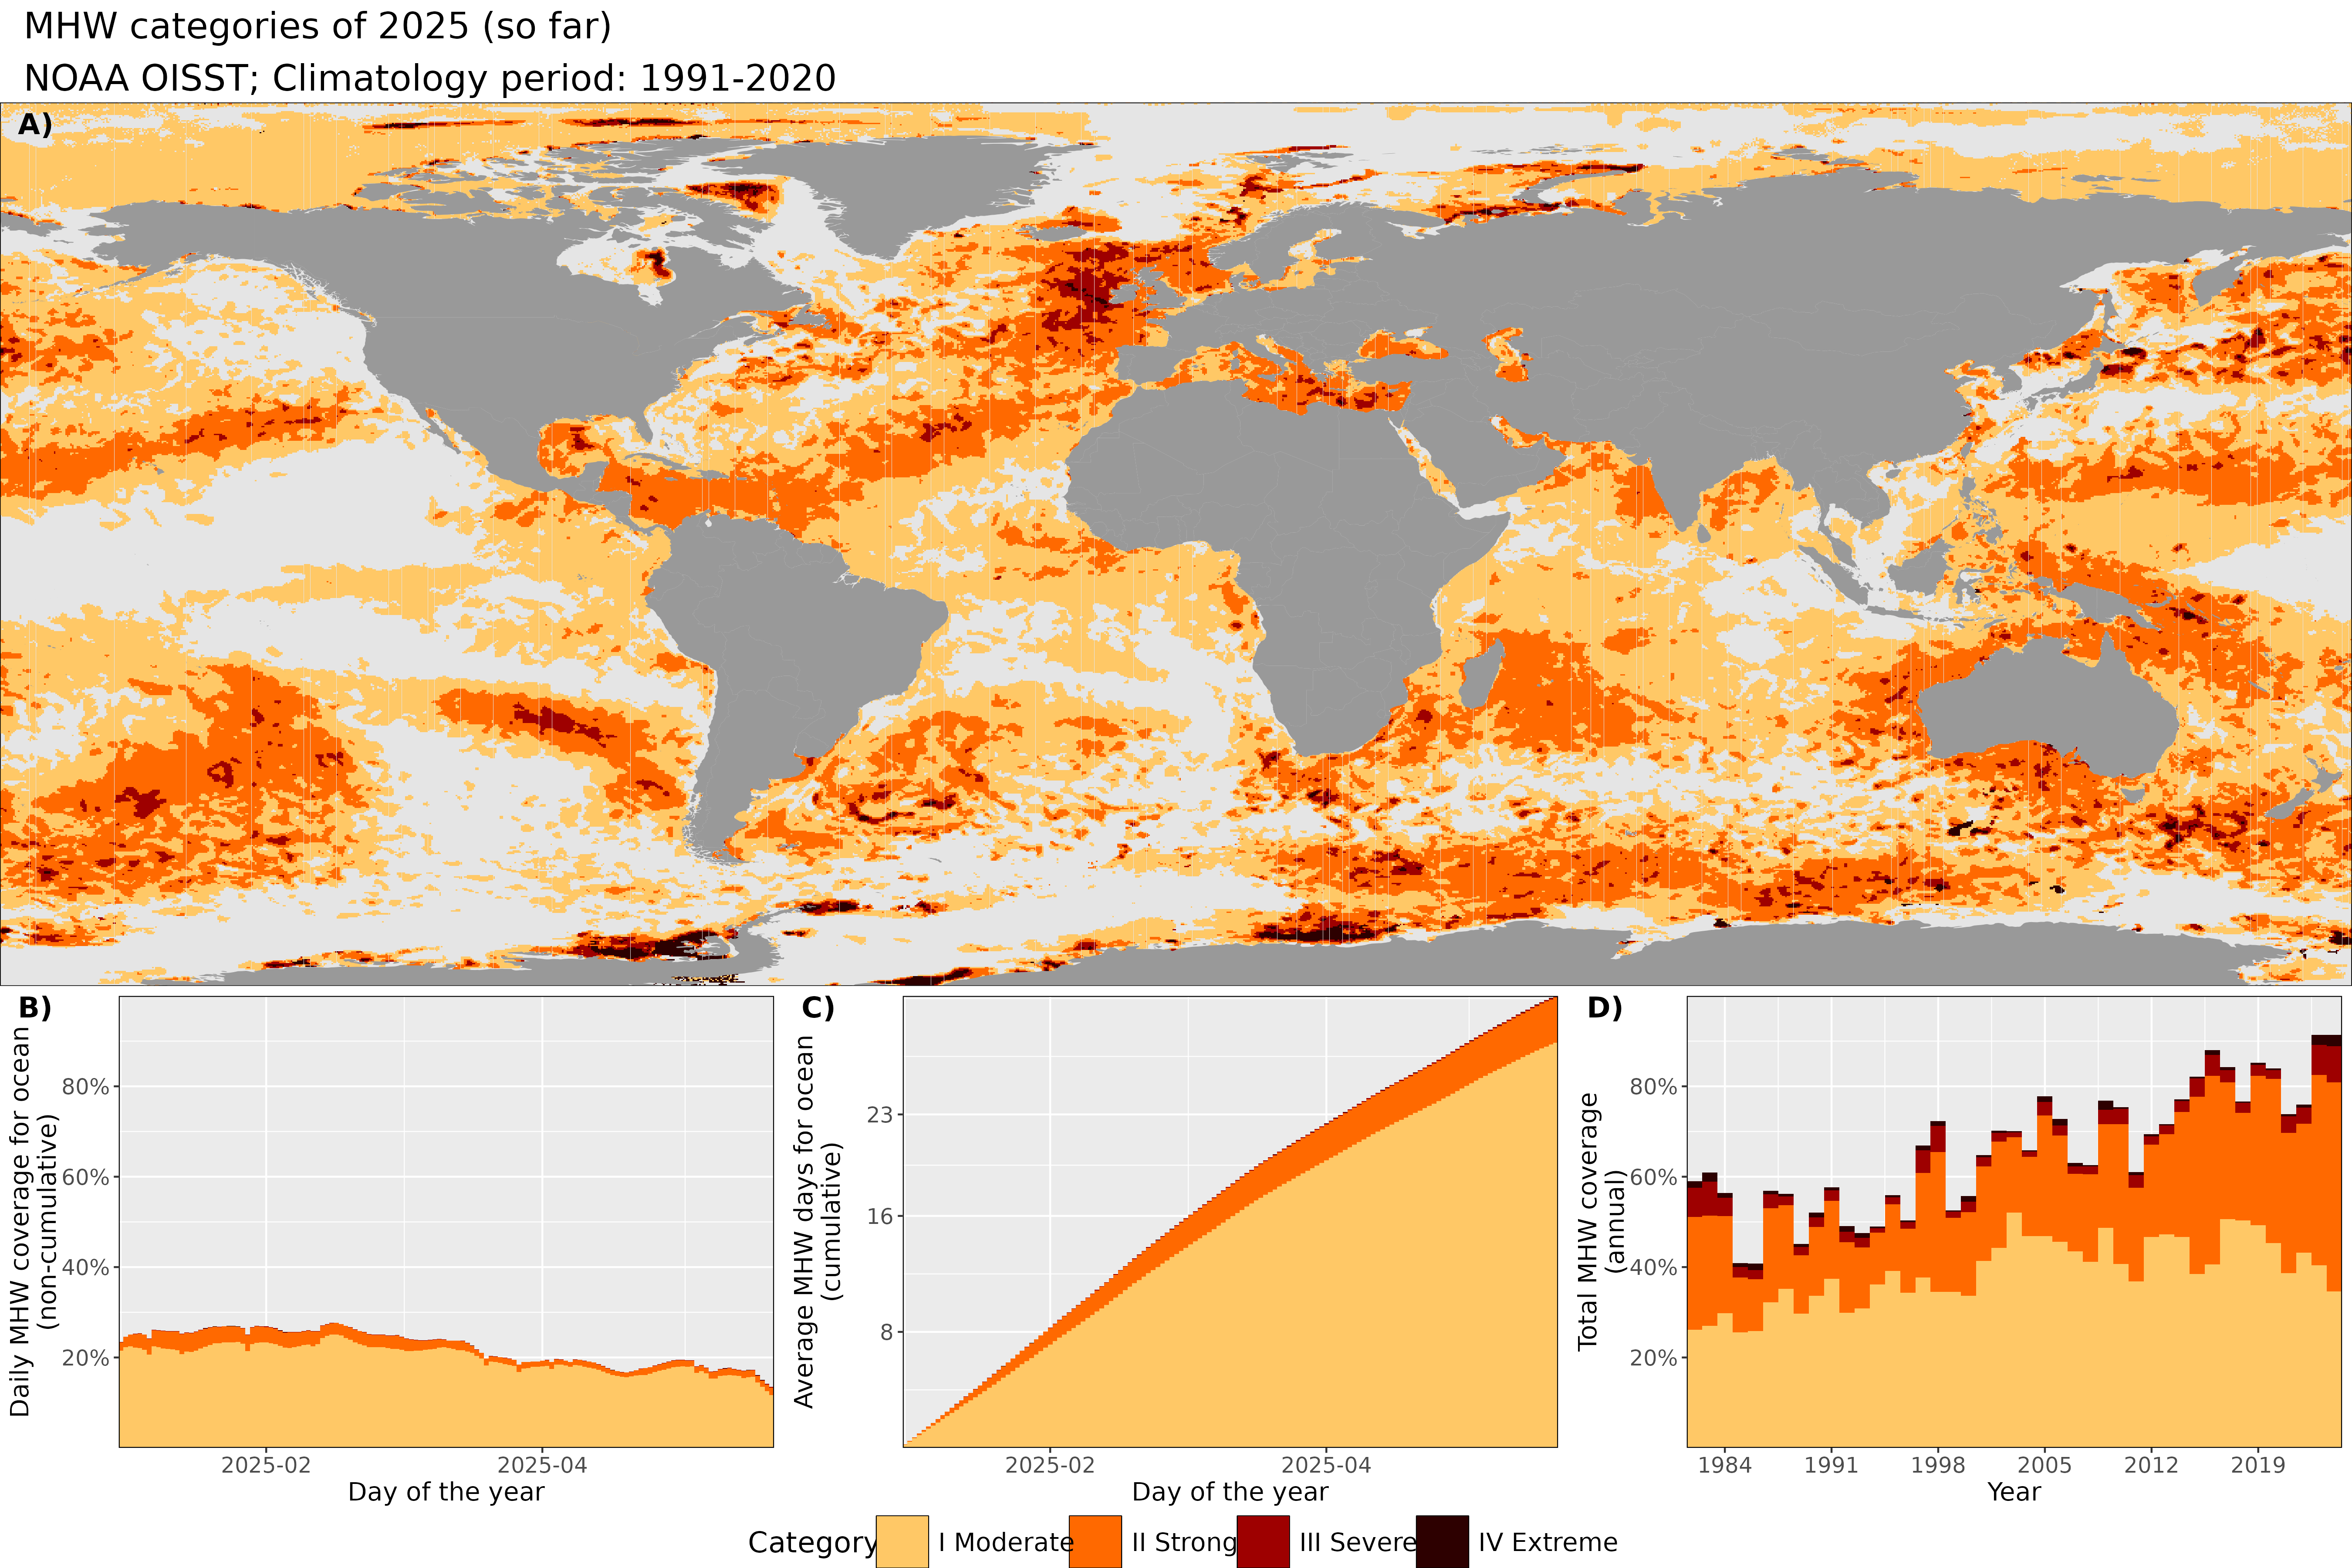 MHW categories of 2025 (so far)
NOAA OISST; Climatology period: 1991-2020
A)
B)
Daily MHW coverage for ocean
(non-cumulative)
80%
60%
40%
20%
2025-02
2025-04
Day of the year
C)
Average MHW days for ocean
(cumulative)
23
16
8
2025-02
2025-04
Day of the year
D)
Total MHW coverage
(annual)
80%
60%
40%
20%
1984
1991
1998
2005
2012
2019
Year
Category
I Moderate
II Strong
III Severe
IV Extreme